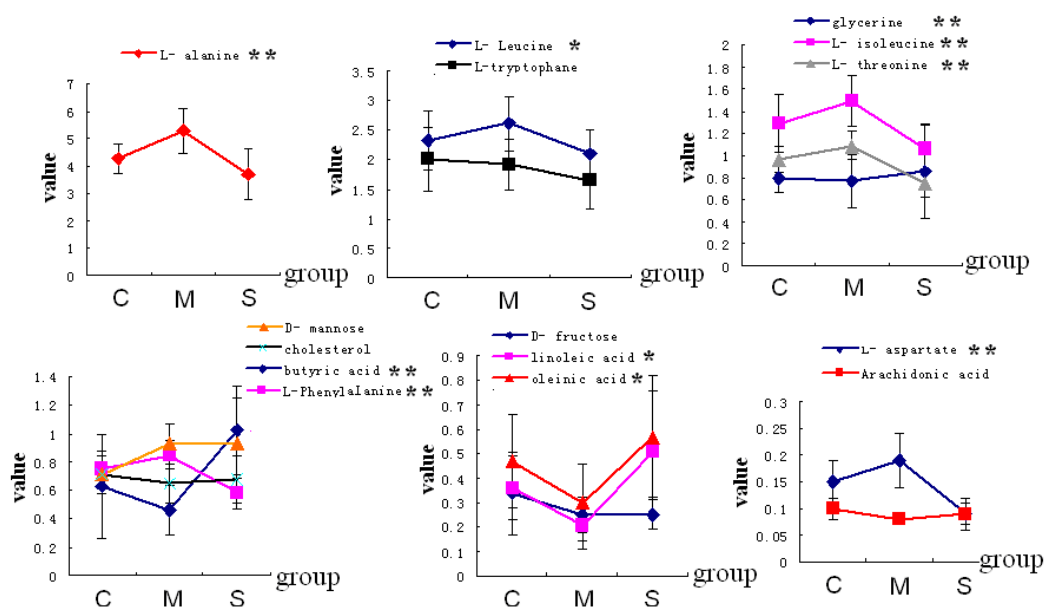 L- alanine **
7
6
5
4
3
2
1
0
value
C M S
group
L- Leucine *
L-tryptophane
3.5
3
2.5
2
1.5
1
0.5
0
value
C M S
group
glycerine **
L- isoleucine **
L- threonine **
2
1.8
1.6
1.4
1.2
1
0.8
0.6
0.4
0.2
0
value
C M S
group
D- mannose
cholesterol
butyric acid **
L-Phenylalanine **
1.4
1.2
1
0.8
0.6
0.4
0.2
0
value
C M S
group
D- fructose
linoleic acid *
oleinic acid *
0.9
0.8
0.7
0.6
0.5
0.4
0.3
0.2
0.1
0
value
C M S
group
L- aspartate **
Arachidonic acid
0.3
0.25
0.2
0.15
0.1
0.05
0
value
C M S
group